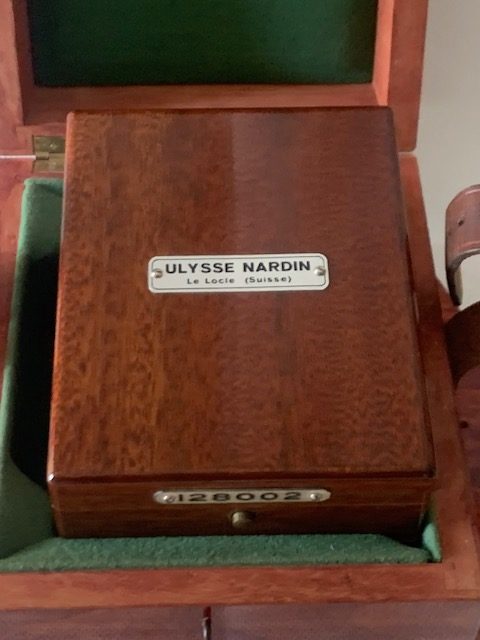 ULYSSE NARDIN
Le Locle (Suisse)
128002